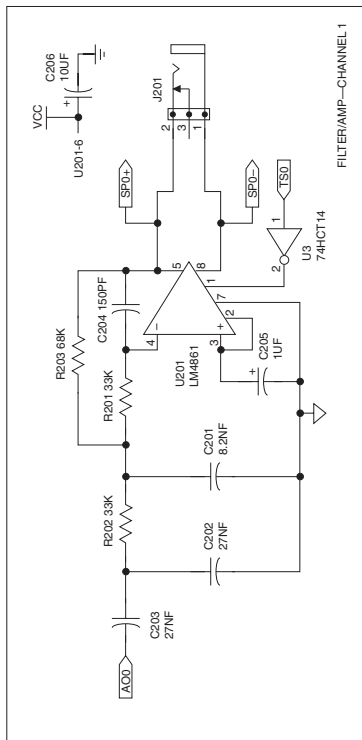 VCC
C206
10UF
+
U201-6
J201
2
3
1
SP0+
SP0–
R203 68K
C204 150PF
R201 33K
R202 33K
4
–
5
8
3
+
1
2
7
U201
LM4861
TS0
1
2
U3
74HCT14
C205
1UF
+
C201
8.2NF
C202
27NF
C203
27NF
AO0
FILTER/AMP—CHANNEL 1